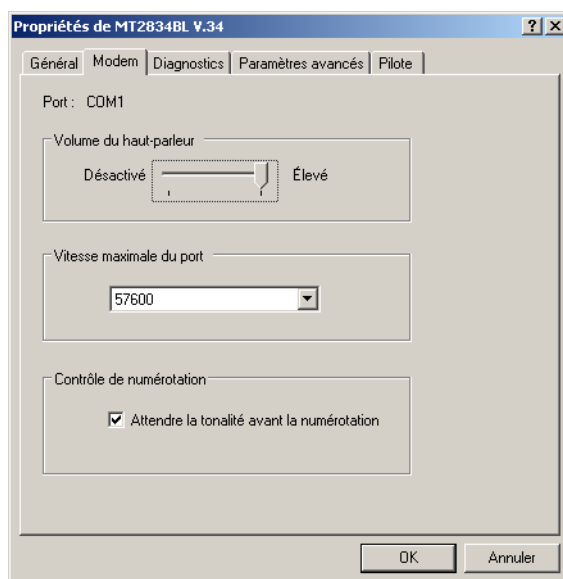 Propriétés de MT2834BL V.34
Général Modem Diagnostics Paramètres avancés Pilote
Port : COM1
Volume du haut-parleur
Désactivé Élevé
Vitesse maximale du port
57600
Contrôle de numérotation
Attendre la tonalité avant la numérotation
OK Annuler